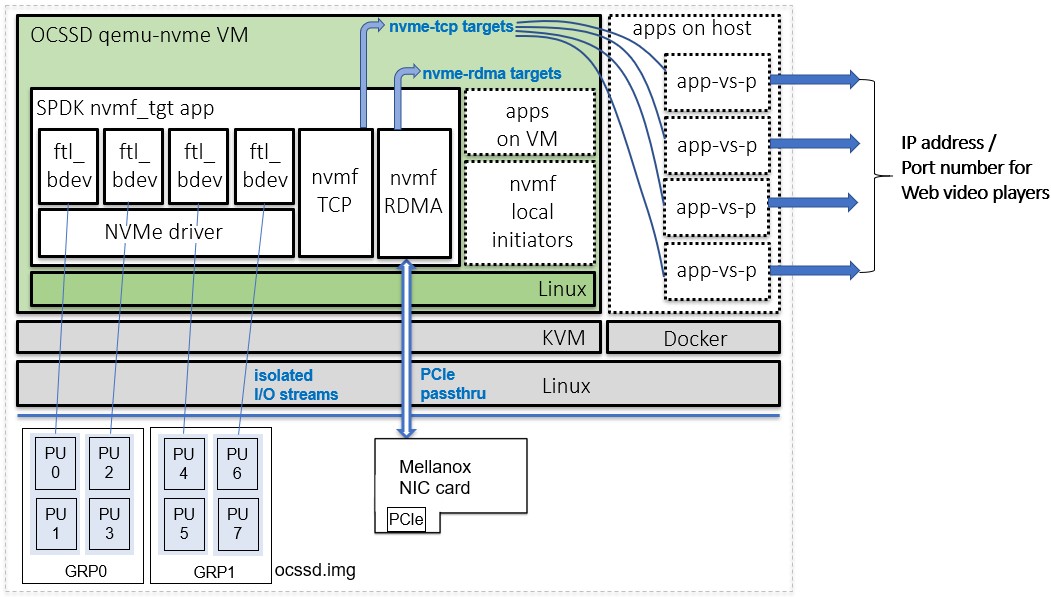 OCSSD qemu-nvme VM
nvme-tcp targets
nvme-rdma targets
SPDK nvmf_tgt app
ftl_
bdev
ftl_
bdev
ftl_
bdev
ftl_
bdev
NVMe driver
nvmf
TCP
nvmf
RDMA
apps
on VM
nvmf
local
initiators
Linux
apps on host
app-vs-p
app-vs-p
app-vs-p
app-vs-p
IP address /
Port number for
Web video players
KVM
Docker
isolated
I/O streams
PCIe
passthru
Linux
PU
0
PU
2
PU
1
PU
3
GRP0
PU
4
PU
6
PU
5
PU
7
GRP1
ocssd.img
Mellanox
NIC card
PCIe